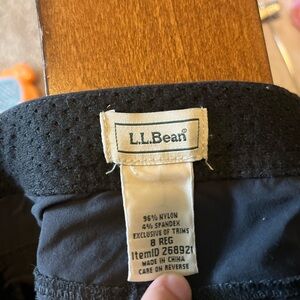 L.L.Bean®
96% NYLON
4% SPANDEX
EXCLUSIVE OF TRIMS
8 REG
ItemID 268921
MADE IN CHINA
CARE ON REVERSE